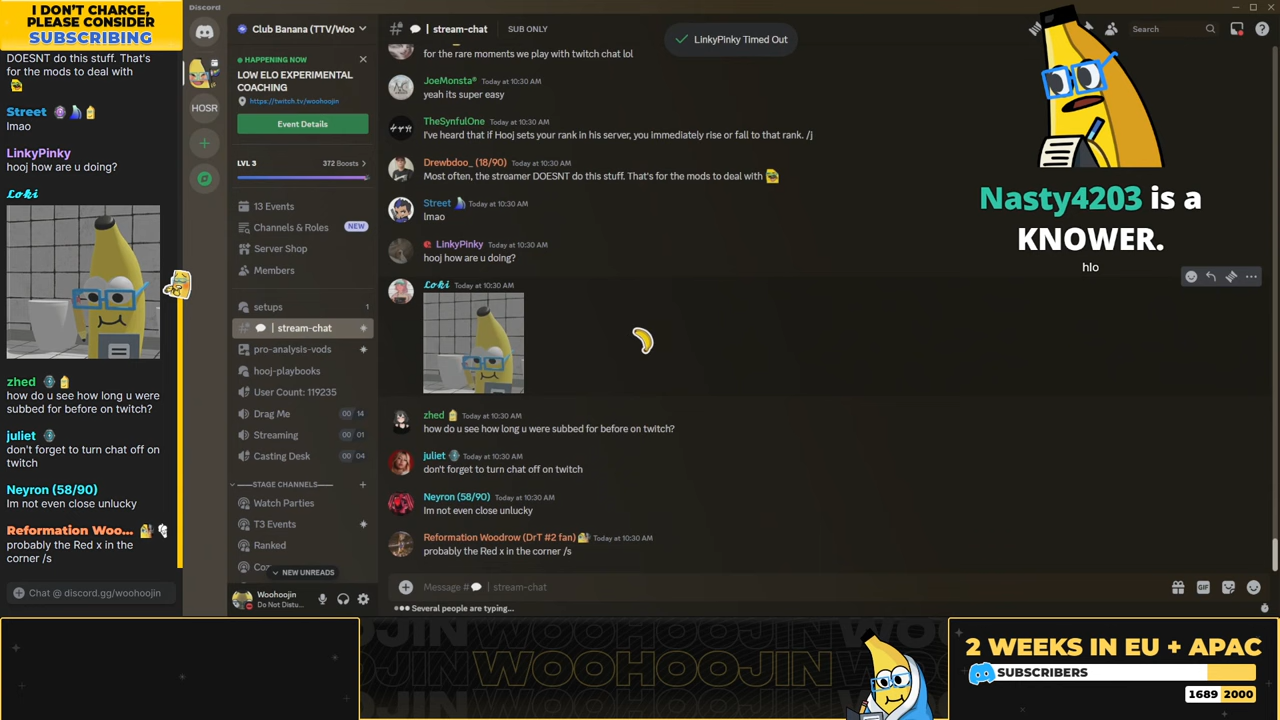 I DON'T CHARGE,
PLEASE CONSIDER
SUBSCRIBING
DOESNT do this stuff. That's
for the mods to deal with
Street
lmao
LinkyPinky
hooj how are u doing?
Loki
zhed
how do u see how long u were
subbed for before on twitch?
juliet
don't forget to turn chat off on
twitch
Neyron (58/90)
Im not even close unlucky
Reformation Woo...
probably the Red x in the
corner /s
Chat @ discord.gg/woohoojin
Discord
HOSR
Club Banana (TTV/Woo
HAPPENING NOW
LOW ELO EXPERIMENTAL
COACHING
https://twitch.tv/woohoojin
Event Details
LVL 3
372 Boosts
13 Events
Channels & Roles
NEW
Server Shop
Members
setups
1
stream-chat
pro-analysis-vods
hooj-playbooks
User Count: 119235
Drag Me
00 14
Streaming
00 01
Casting Desk
00 04
STAGE CHANNELS
Watch Parties
T3 Events
Ranked
NEW UNREADS
Woohoojin
Do Not Distu...
stream-chat
SUB ONLY
LinkyPinky Timed Out
Search
for the rare moments we play with twitch chat lol
JoeMonsta® Today at 10:30 AM
yeah its super easy
TheSynfulOne Today at 10:30 AM
I've heard that if Hooj sets your rank in his server, you immediately rise or fall to that rank. /j
Drewbdoo_ (18/90) Today at 10:30 AM
Most often, the streamer DOESNT do this stuff. That's for the mods to deal with
Street Today at 10:30 AM
lmao
LinkyPinky Today at 10:30 AM
hooj how are u doing?
Loki Today at 10:30 AM
zhed Today at 10:30 AM
how do u see how long u were subbed for before on twitch?
juliet Today at 10:30 AM
don't forget to turn chat off on twitch
Neyron (58/90) Today at 10:30 AM
Im not even close unlucky
Reformation Woodrow (DrT #2 fan) Today at 10:30 AM
probably the Red x in the corner /s
Message # | stream-chat
Several people are typing...
Nasty4203 is a
KNOWER.
hlo
WOOHOOJIN
2 WEEKS IN EU + APAC
SUBSCRIBERS
1689 2000